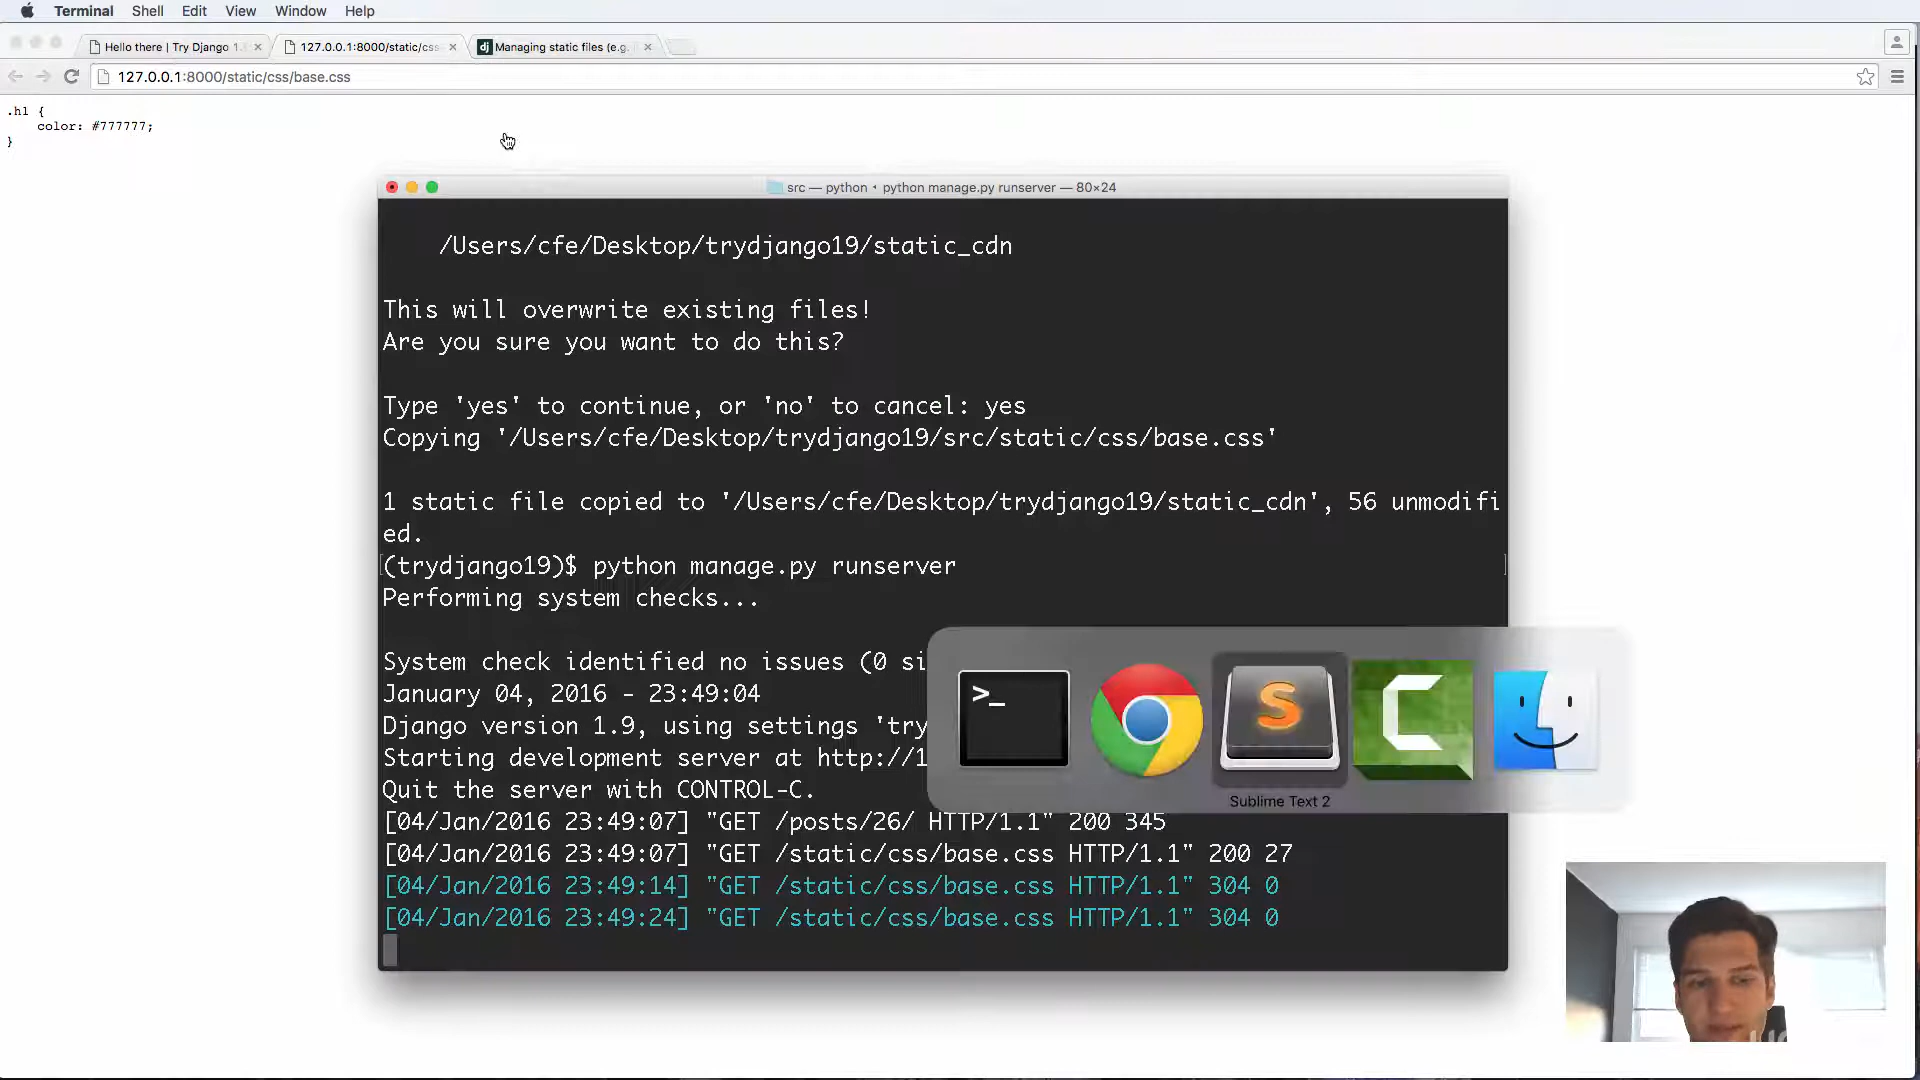 Terminal Shell Edit View Window Help
Hello there | Try Django 1. 127.0.0.1:8000/static/css Managing static files (e.g.
127.0.0.1:8000/static/css/base.css
.h1 {
color: #777777;
}
src — python • python manage.py runserver — 80×24
/Users/cfe/Desktop/trydjango19/static_cdn
This will overwrite existing files!
Are you sure you want to do this?
Type 'yes' to continue, or 'no' to cancel: yes
Copying '/Users/cfe/Desktop/trydjango19/src/static/css/base.css'
1 static file copied to '/Users/cfe/Desktop/trydjango19/static_cdn', 56 unmodifi
ed.
(trydjango19)$ python manage.py runserver
Performing system checks...
System check identified no issues (0 si
January 04, 2016 - 23:49:04
Django version 1.9, using settings 'try
Starting development server at http://1
Quit the server with CONTROL-C.
Sublime Text 2
[04/Jan/2016 23:49:07] "GET /posts/26/ HTTP/1.1" 200 345
[04/Jan/2016 23:49:07] "GET /static/css/base.css HTTP/1.1" 200 27
[04/Jan/2016 23:49:14] "GET /static/css/base.css HTTP/1.1" 304 0
[04/Jan/2016 23:49:24] "GET /static/css/base.css HTTP/1.1" 304 0